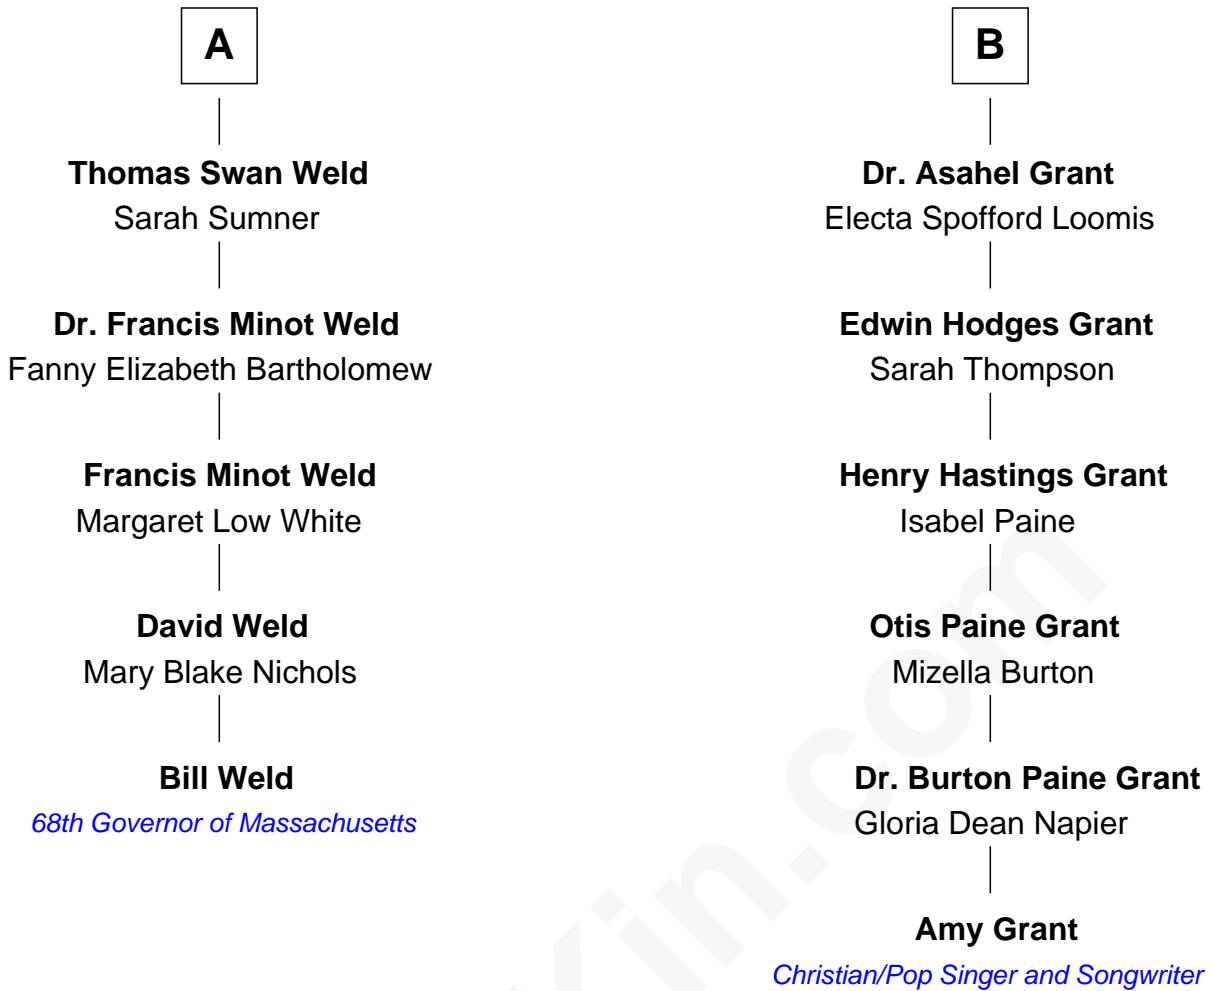 A
Thomas Swan Weld
Sarah Sumner
Dr. Francis Minot Weld
Fanny Elizabeth Bartholomew
Francis Minot Weld
Margaret Low White
David Weld
Mary Blake Nichols
Bill Weld
68th Governor of Massachusetts
B
Dr. Asahel Grant
Electa Spofford Loomis
Edwin Hodges Grant
Sarah Thompson
Henry Hastings Grant
Isabel Paine
Otis Paine Grant
Mizella Burton
Dr. Burton Paine Grant
Gloria Dean Napier
Amy Grant
Christian/Pop Singer and Songwriter
Kin.com